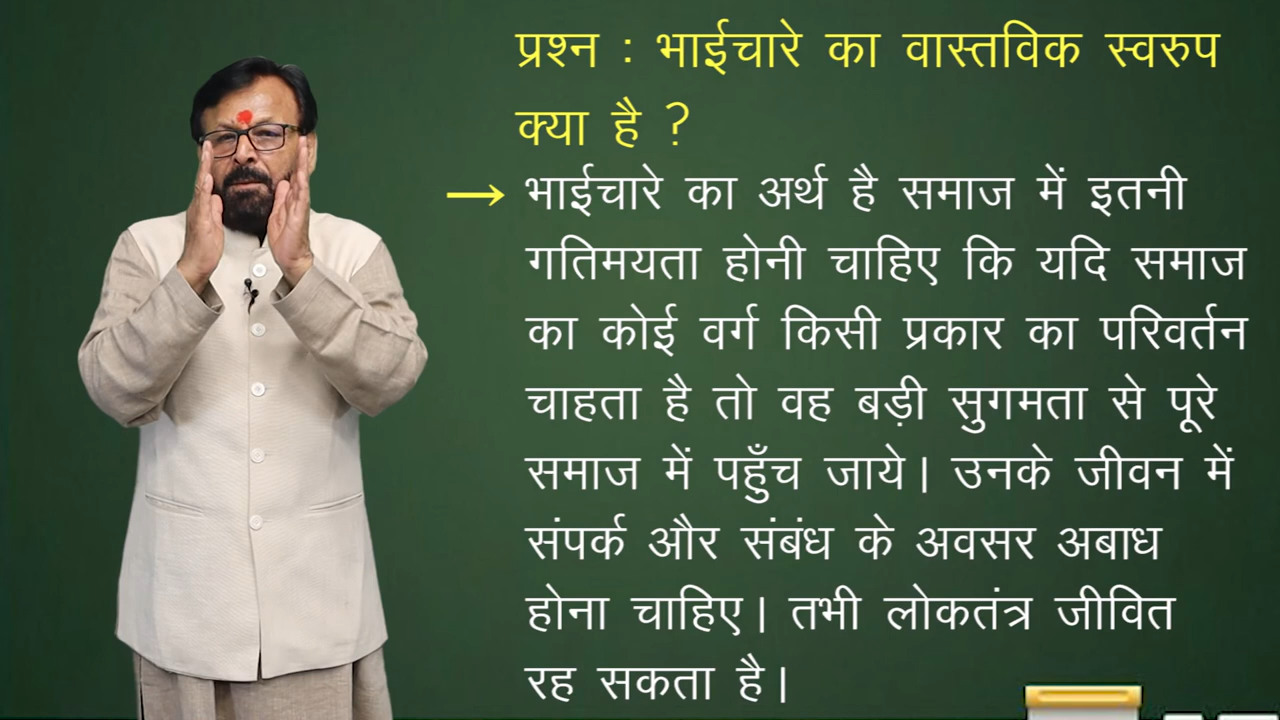 प्रश्न : भाईचारे का वास्तविक स्वरुप
क्या है ?
→ भाईचारे का अर्थ है समाज में इतनी
गतिमयता होनी चाहिए कि यदि समाज
का कोई वर्ग किसी प्रकार का परिवर्तन
चाहता है तो वह बड़ी सुगमता से पूरे
समाज में पहुँच जाये। उनके जीवन में
संपर्क और संबंध के अवसर अबाध
होना चाहिए। तभी लोकतंत्र जीवित
रह सकता है।